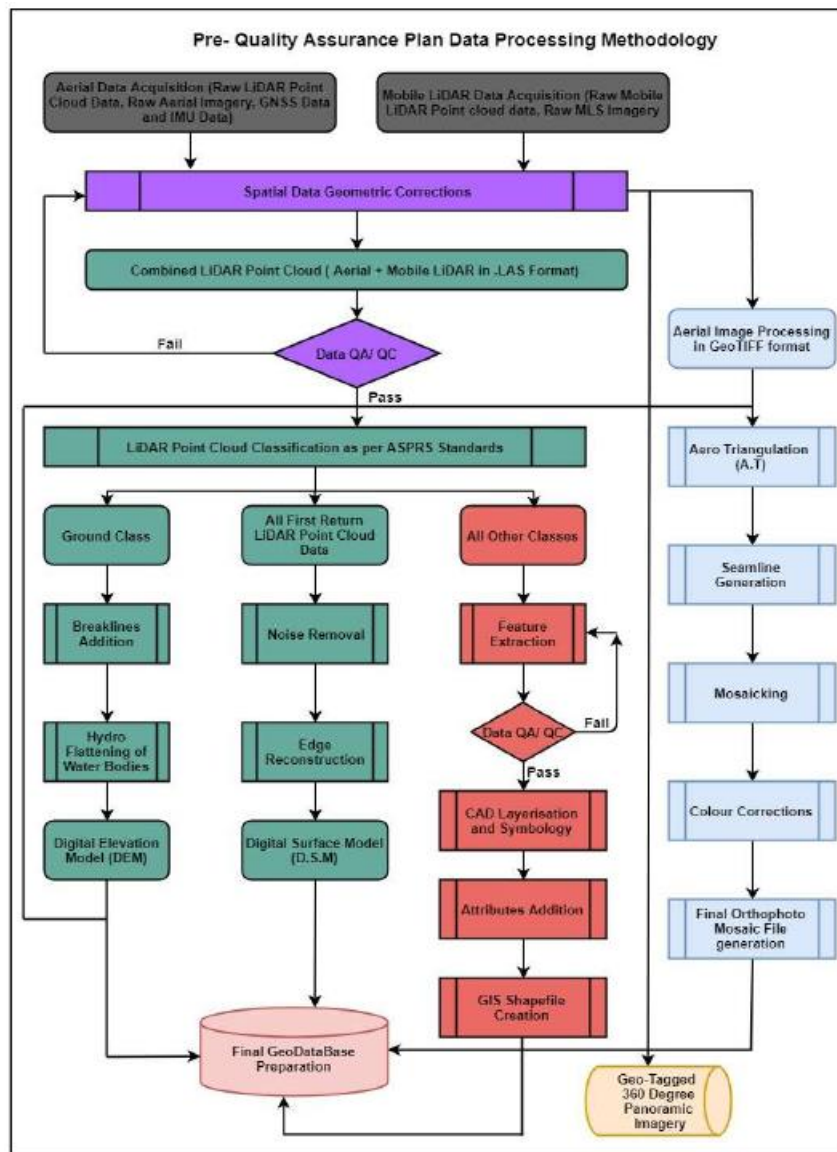 Pre- Quality Assurance Plan Data Processing Methodology
Aerial Data Acquisition (Raw LiDAR Point
Cloud Data, Raw Aerial Imagery, GNSS Data
and IMU Data)
Mobile LiDAR Data Acquisition (Raw Mobile
LiDAR Point cloud data, Raw MLS Imagery
Spatial Data Geometric Corrections
Combined LiDAR Point Cloud ( Aerial + Mobile LiDAR in .LAS Format)
Fail
Data QA/ QC
Aerial Image Processing
in GeoTIFF format
Pass
LiDAR Point Cloud Classification as per ASPRS Standards
Aero Triangulation
(A.T)
Ground Class
All First Return
LiDAR Point Cloud
Data
All Other Classes
Seamline
Generation
Breaklines
Addition
Noise Removal
Feature
Extraction
Mosaicking
Hydro
Flattening of
Water Bodies
Edge
Reconstruction
Data QA/ QC
Fail
Pass
Colour Corrections
Digital Elevation
Model (DEM)
Digital Surface Model
(D.S.M)
CAD Layerisation
and Symbology
Attributes Addition
Final Orthophoto
Mosaic File
generation
GIS Shapefile
Creation
Final GeoDataBase
Preparation
Geo-Tagged
360 Degree
Panoramic
Imagery